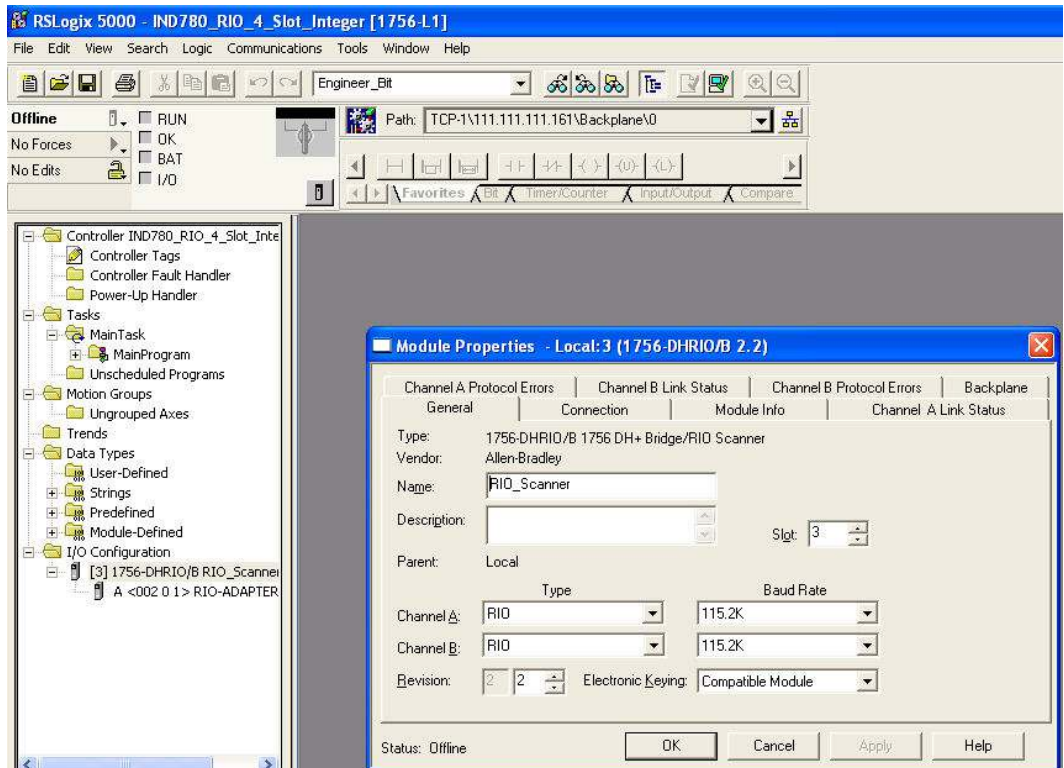 RSLogix 5000 - IND780_RIO_4_Slot_Integer [1756-L1]
File Edit View Search Logic Communications Tools Window Help
Engineer_Bit
Offline
RUN
No Forces
OK
No Edits
BAT
I/O
Path: TCP-1\111.111.111.161\Backplane\0
Favorites Bit Timer/Counter Input/Output Compare
Controller IND780_RIO_4_Slot_Inte
Controller Tags
Controller Fault Handler
Power-Up Handler
Tasks
MainTask
MainProgram
Unscheduled Programs
Motion Groups
Ungrouped Axes
Trends
Data Types
User-Defined
Strings
Predefined
Module-Defined
I/O Configuration
[3] 1756-DHRIO/B RIO_Scanner
A <002 0 1> RIO-ADAPTER
Module Properties - Local:3 (1756-DHRIO/B 2.2)
Channel A Protocol Errors Channel B Link Status Channel B Protocol Errors Backplane
General Connection Module Info Channel A Link Status
Type: 1756-DHRIO/B 1756 DH+ Bridge/RIO Scanner
Vendor: Allen-Bradley
Name: RIO_Scanner
Description:
Slot: 3
Parent: Local
Type Baud Rate
Channel A: RIO 115.2K
Channel B: RIO 115.2K
Revision: 2 2 Electronic Keying: Compatible Module
Status: Offline OK Cancel Apply Help